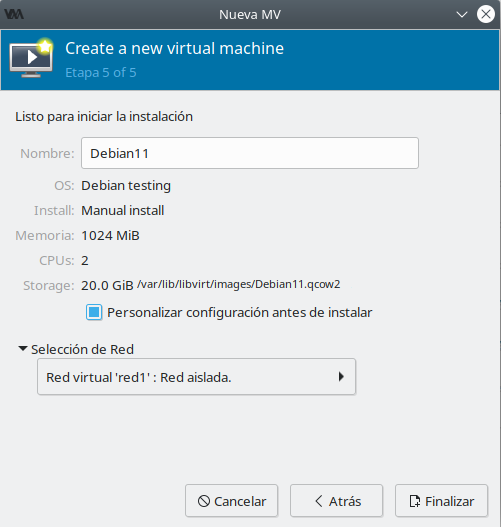 Nueva MV
Create a new virtual machine
Etapa 5 of 5
Listo para iniciar la instalación
Nombre: Debian11
OS: Debian testing
Install: Manual install
Memoria: 1024 MiB
CPUs: 2
Storage: 20.0 GiB /var/lib/libvirt/images/Debian11.qcow2
Personalizar configuración antes de instalar
Selección de Red
Red virtual 'red1' : Red aislada.
Cancelar Atrás Finalizar